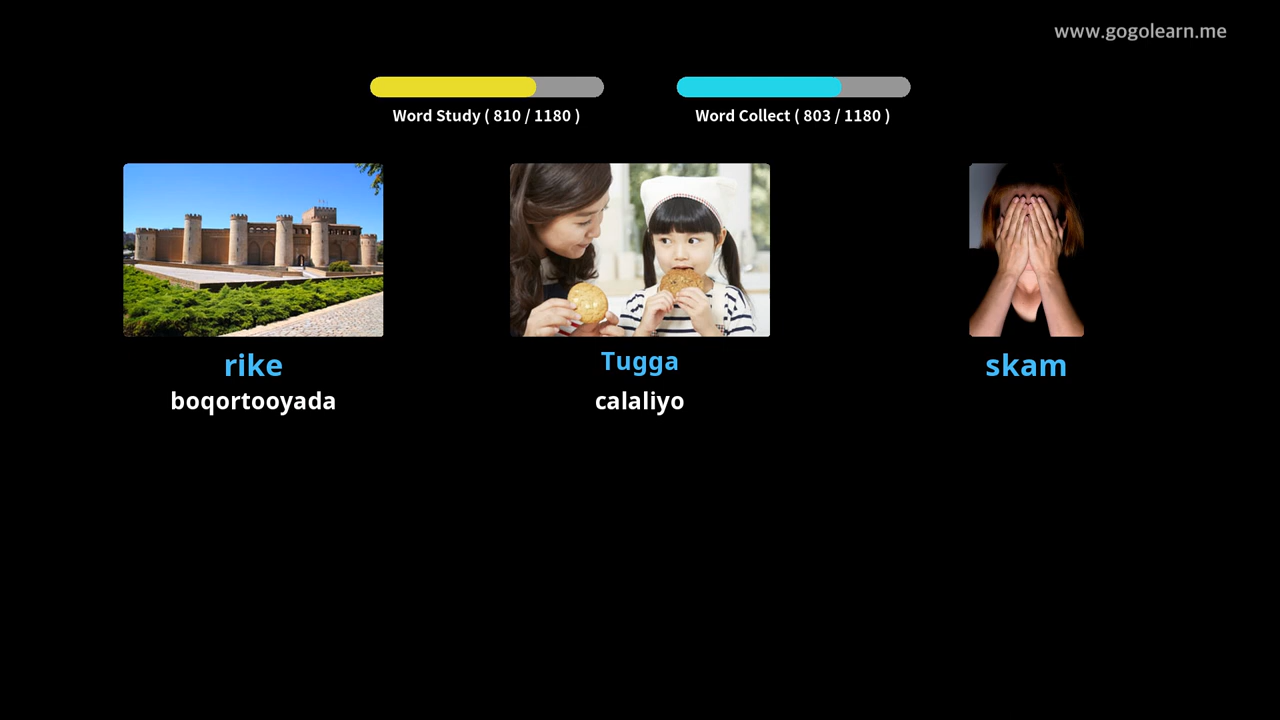 www.gogolearn.me
Word Study ( 810 / 1180 )
Word Collect ( 803 / 1180 )
rike
Tugga
skam
boqortooyada
calaliyo